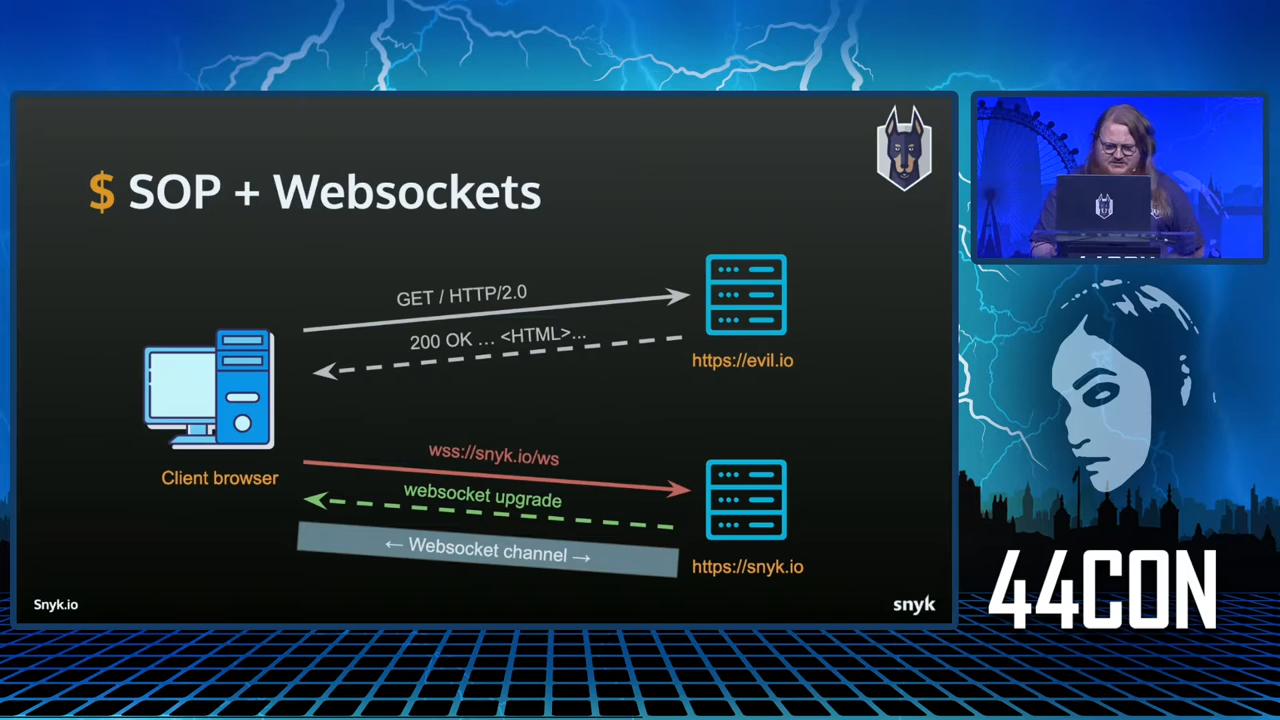 $ SOP + Websockets
GET / HTTP/2.0
200 OK ... <HTML>...
https://evil.io
Client browser
wss://snyk.io/ws
websocket upgrade
← Websocket channel →
https://snyk.io
Snyk.io
snyk
44CON